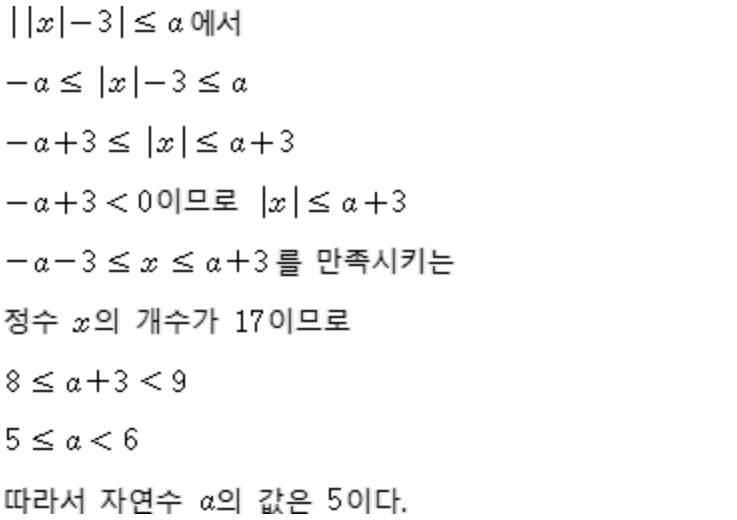 ||x|−3| ≤ a 에서
−a ≤ |x|−3 ≤ a
−a+3 ≤ |x| ≤ a+3
−a+3 < 0이므로 |x| ≤ a+3
−a−3 ≤ x ≤ a+3를 만족시키는
정수 x의 개수가 17이므로
8 ≤ a+3 < 9
5 ≤ a < 6
따라서 자연수 a의 값은 5이다.